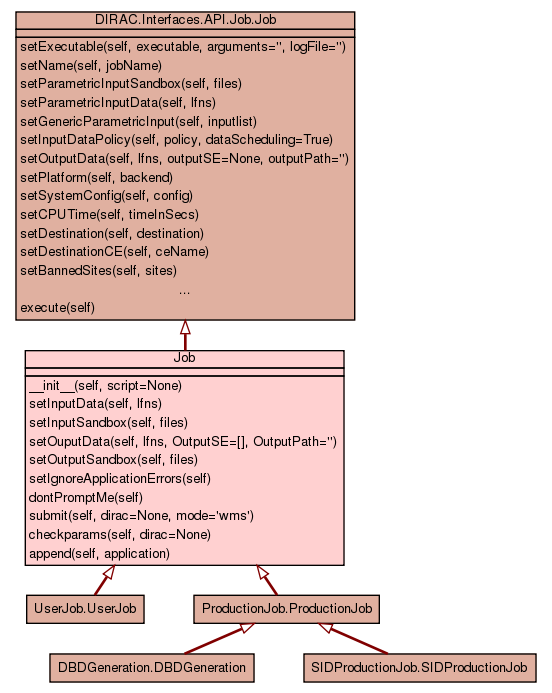 DIRAC.Interfaces.API.Job.Job
setExecutable(self, executable, arguments='', logFile='')
setName(self, jobName)
setParametricInputSandbox(self, files)
setParametricInputData(self, lfns)
setGenericParametricInput(self, inputlist)
setInputDataPolicy(self, policy, dataScheduling=True)
setOutputData(self, lfns, outputSE=None, outputPath='')
setPlatform(self, backend)
setSystemConfig(self, config)
setCPUTime(self, timeInSecs)
setDestination(self, destination)
setDestinationCE(self, ceName)
setBannedSites(self, sites)
...
execute(self)
Job
__init__(self, script=None)
setInputData(self, lfns)
setInputSandbox(self, files)
setOuputData(self, lfns, OutputSE=[], OutputPath='')
setOutputSandbox(self, files)
setIgnoreApplicationErrors(self)
dontPromptMe(self)
submit(self, dirac=None, mode='wms')
checkparams(self, dirac=None)
append(self, application)
UserJob.UserJob
ProductionJob.ProductionJob
DBDGeneration.DBDGeneration
SIDProductionJob.SIDProductionJob